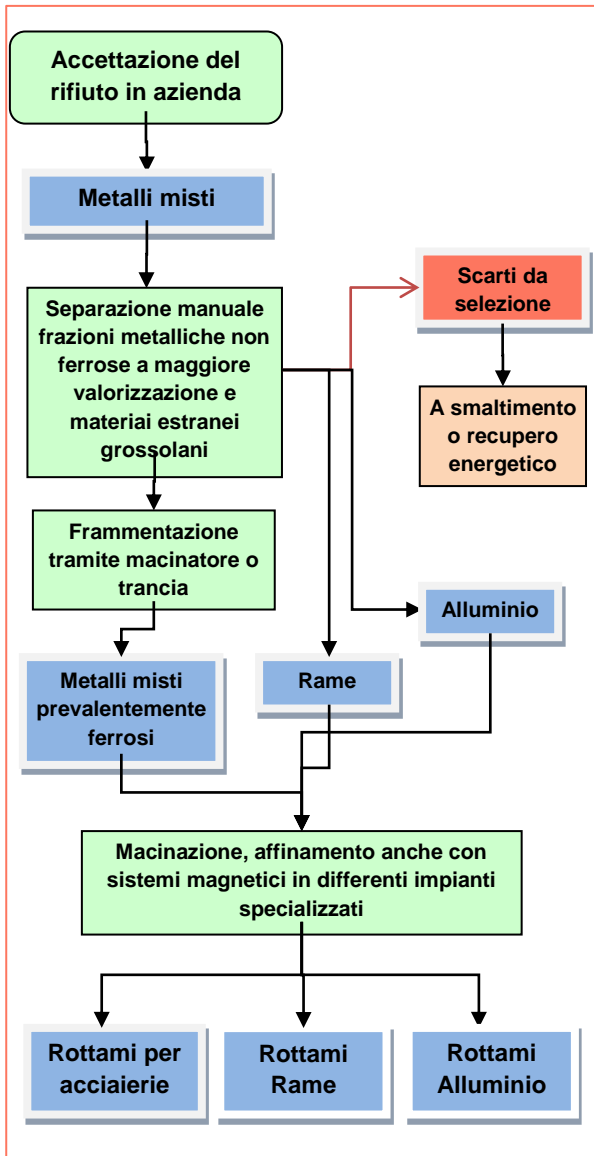 Accettazione del
rifiuto in azienda
Metalli misti
Separazione manuale
frazioni metalliche non
ferrose a maggiore
valorizzazione e
materiai estranei
grossolani
Scarti da
selezione
A smaltimento
o recupero
energetico
Frammentazione
tramite macinatore o
trancia
Alluminio
Metalli misti
prevalentemente
ferrosi
Rame
Macinazione, affinamento anche con
sistemi magnetici in differenti impianti
specializzati
Rottami per
acciaierie
Rottami
Rame
Rottami
Alluminio